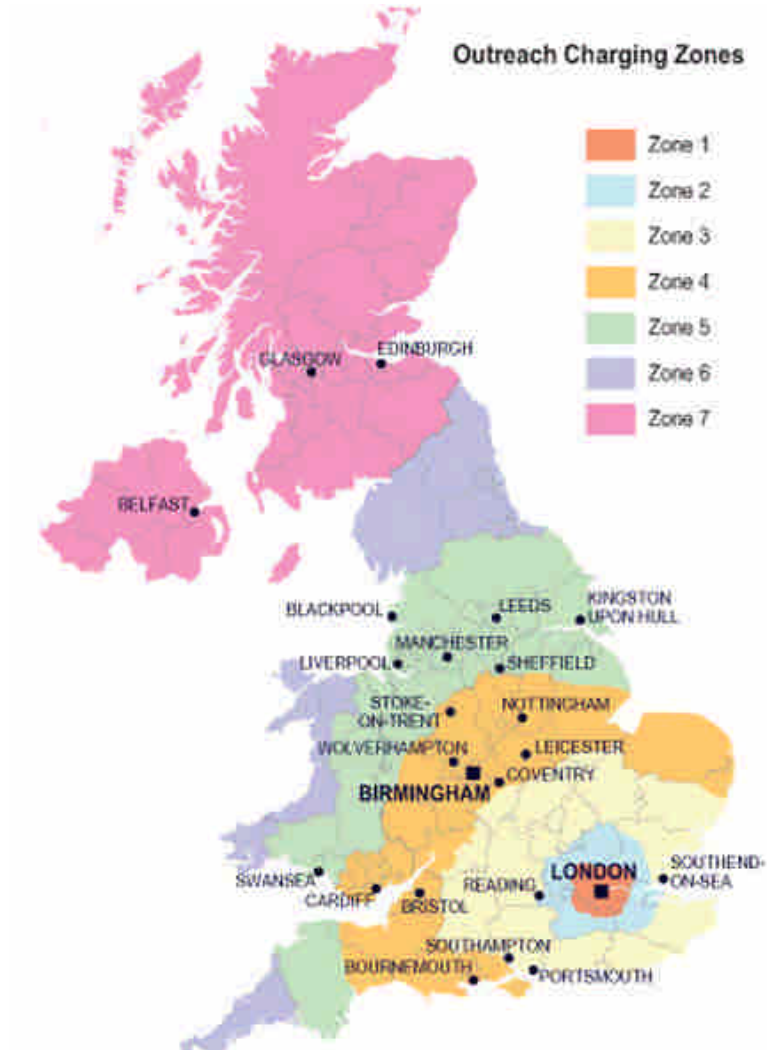 Outreach Charging Zones
Zone 1
Zone 2
Zone 3
Zone 4
Zone 5
Zone 6
Zone 7
GLASGOW
EDINBURGH
BELFAST
BLACKPOOL
LEEDS
KINGSTON
UPON HULL
MANCHESTER
LIVERPOOL
SHEFFIELD
STOKE-
ON-TRENT
NOTTINGHAM
WOLVERHAMPTON
LEICESTER
COVENTRY
BIRMINGHAM
SWANSEA
CARDIFF
BRISTOL
READING
LONDON
SOUTHEND-
ON-SEA
SOUTHAMPTON
BOURNEMOUTH
PORTSMOUTH